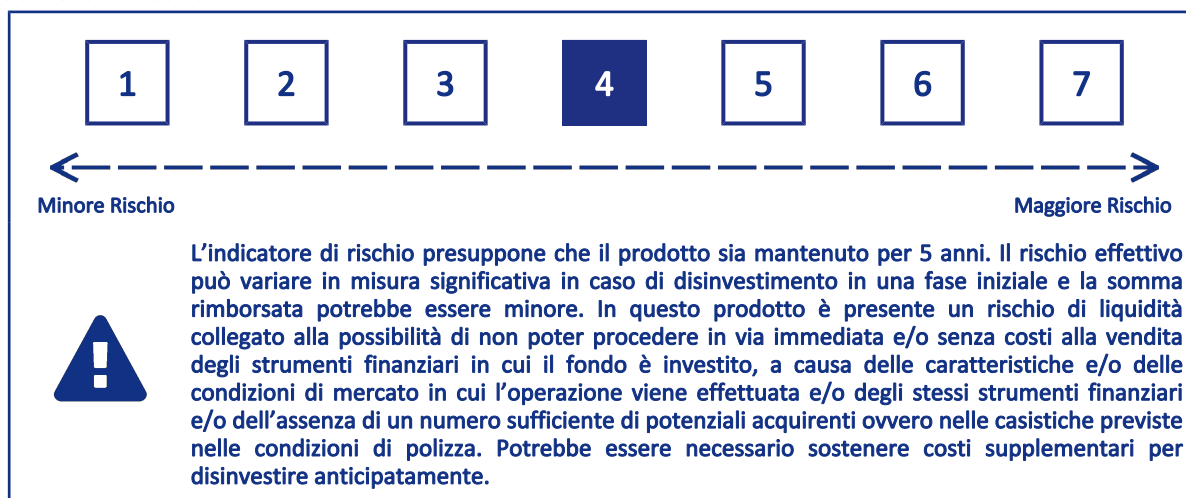 1 2 3 4 5 6 7
Minore Rischio Maggiore Rischio
L'indicatore di rischio presuppone che il prodotto sia mantenuto per 5 anni. Il rischio effettivo
può variare in misura significativa in caso di disinvestimento in una fase iniziale e la somma
rimborsata potrebbe essere minore. In questo prodotto è presente un rischio di liquidità
collegato alla possibilità di non poter procedere in via immediata e/o senza costi alla vendita
degli strumenti finanziari in cui il fondo è investito, a causa delle caratteristiche e/o delle
condizioni di mercato in cui l'operazione viene effettuata e/o degli stessi strumenti finanziari
e/o dell'assenza di un numero sufficiente di potenziali acquirenti ovvero nelle casistiche previste
nelle condizioni di polizza. Potrebbe essere necessario sostenere costi supplementari per
disinvestire anticipatamente.